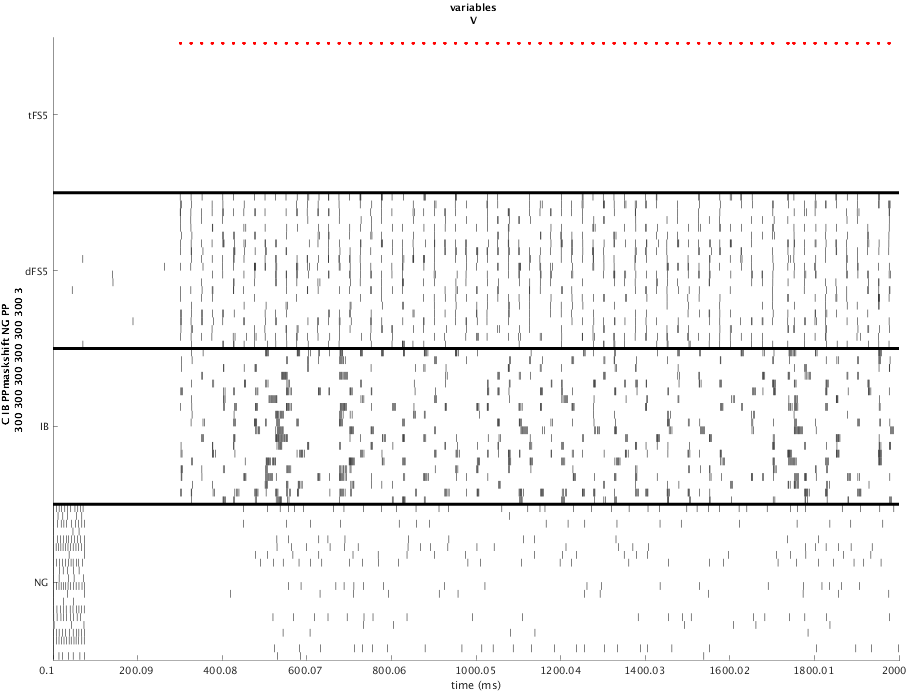 variables
V
tFS5
dFS5
IB
NG
C IB PPmaskshift NG PP
300 300 300 300 300 300 300 3
0.1
200.09
400.08
600.07
800.06
1000.05
1200.04
1400.03
1600.02
1800.01
2000
time (ms)